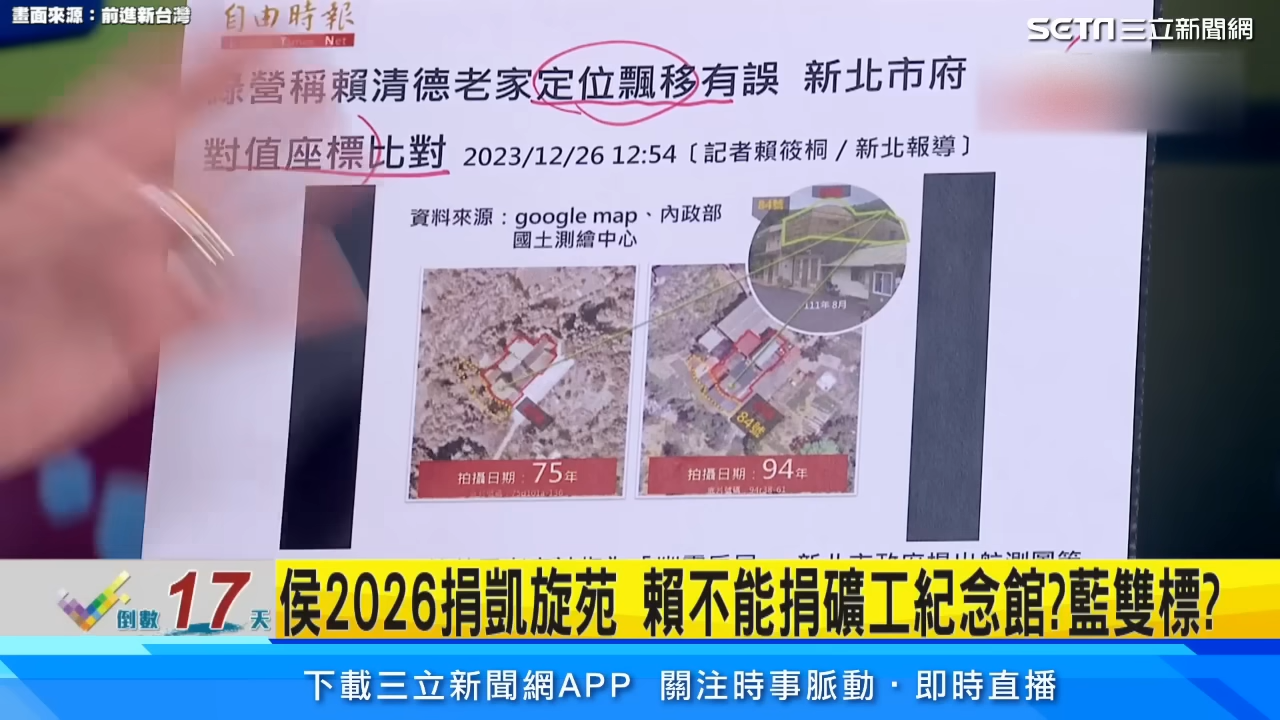 畫面來源：前進新台灣
自由時報
SETN三立新聞網
綠營稱賴清德老家定位飄移有誤 新北市府
對值座標比對 2023/12/26 12:54〔記者賴筱桐／新北報導〕
資料來源：google map、內政部
國土測繪中心
84號
111年8月
84號
拍攝日期：75年
拍攝日期：94年
倒數17天
侯2026捐凱旋苑 賴不能捐礦工紀念館?藍雙標?
下載三立新聞網APP 關注時事脈動・即時直播